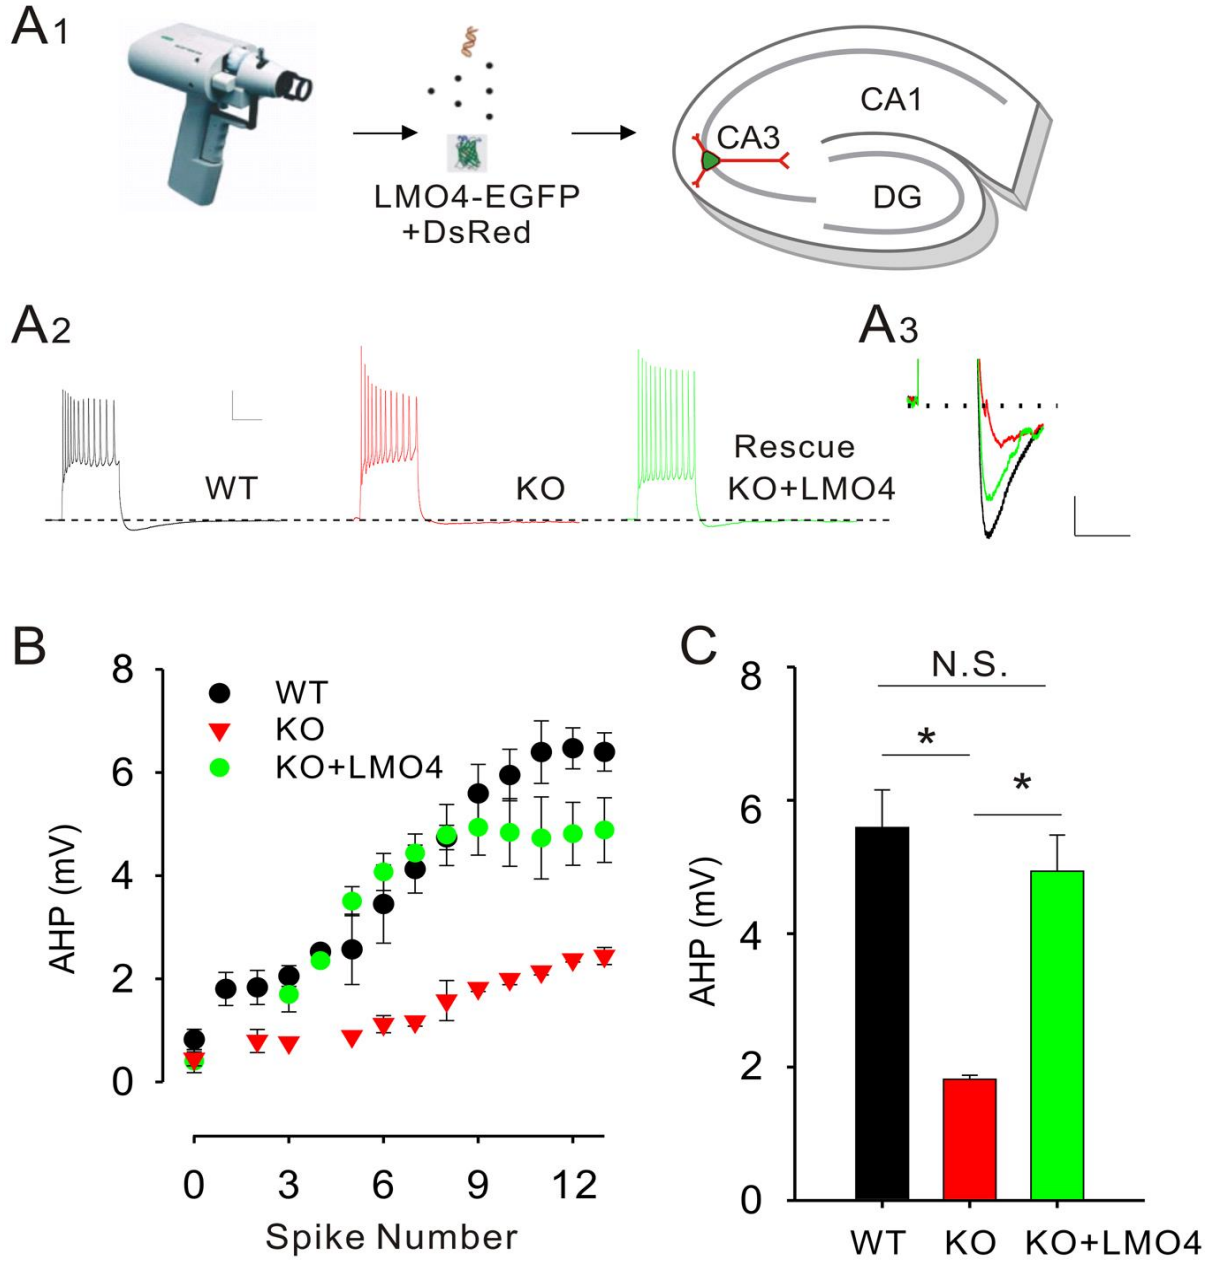 A1
CA1
CA3
DG
LMO4-EGFP
+DsRed
A2
A3
WT
KO
Rescue
KO+LMO4
B
8
6
4
2
0
AHP (mV)
WT
KO
KO+LMO4
0 3 6 9 12
Spike Number
C
8
6
4
2
0
AHP (mV)
N.S.
*
*
WT KO KO+LMO4